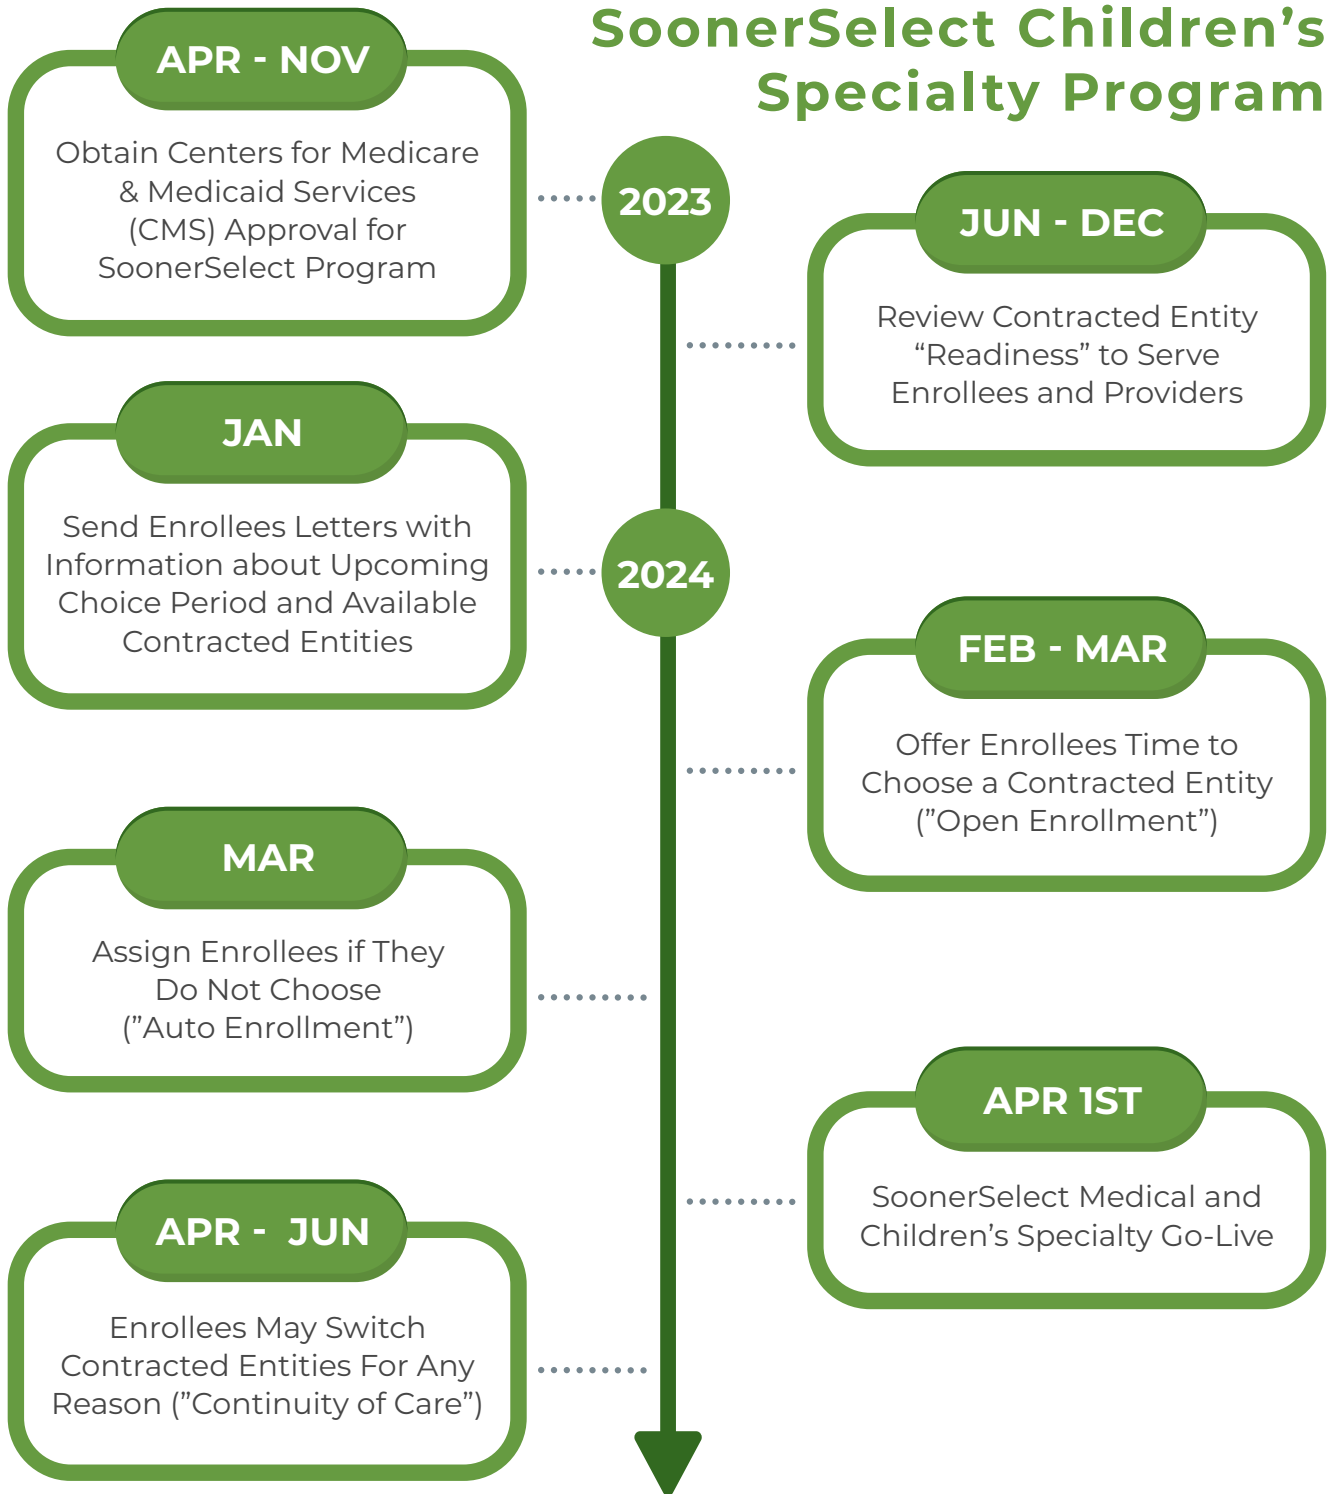 SoonerSelect Children’s
Specialty Program
APR - NOV
Obtain Centers for Medicare
& Medicaid Services
(CMS) Approval for
SoonerSelect Program
2023
JUN - DEC
Review Contracted Entity
“Readiness” to Serve
Enrollees and Providers
JAN
Send Enrollees Letters with
Information about Upcoming
Choice Period and Available
Contracted Entities
2024
FEB - MAR
Offer Enrollees Time to
Choose a Contracted Entity
(”Open Enrollment”)
MAR
Assign Enrollees if They
Do Not Choose
(”Auto Enrollment”)
APR 1ST
SoonerSelect Medical and
Children’s Specialty Go-Live
APR - JUN
Enrollees May Switch
Contracted Entities For Any
Reason (”Continuity of Care”)